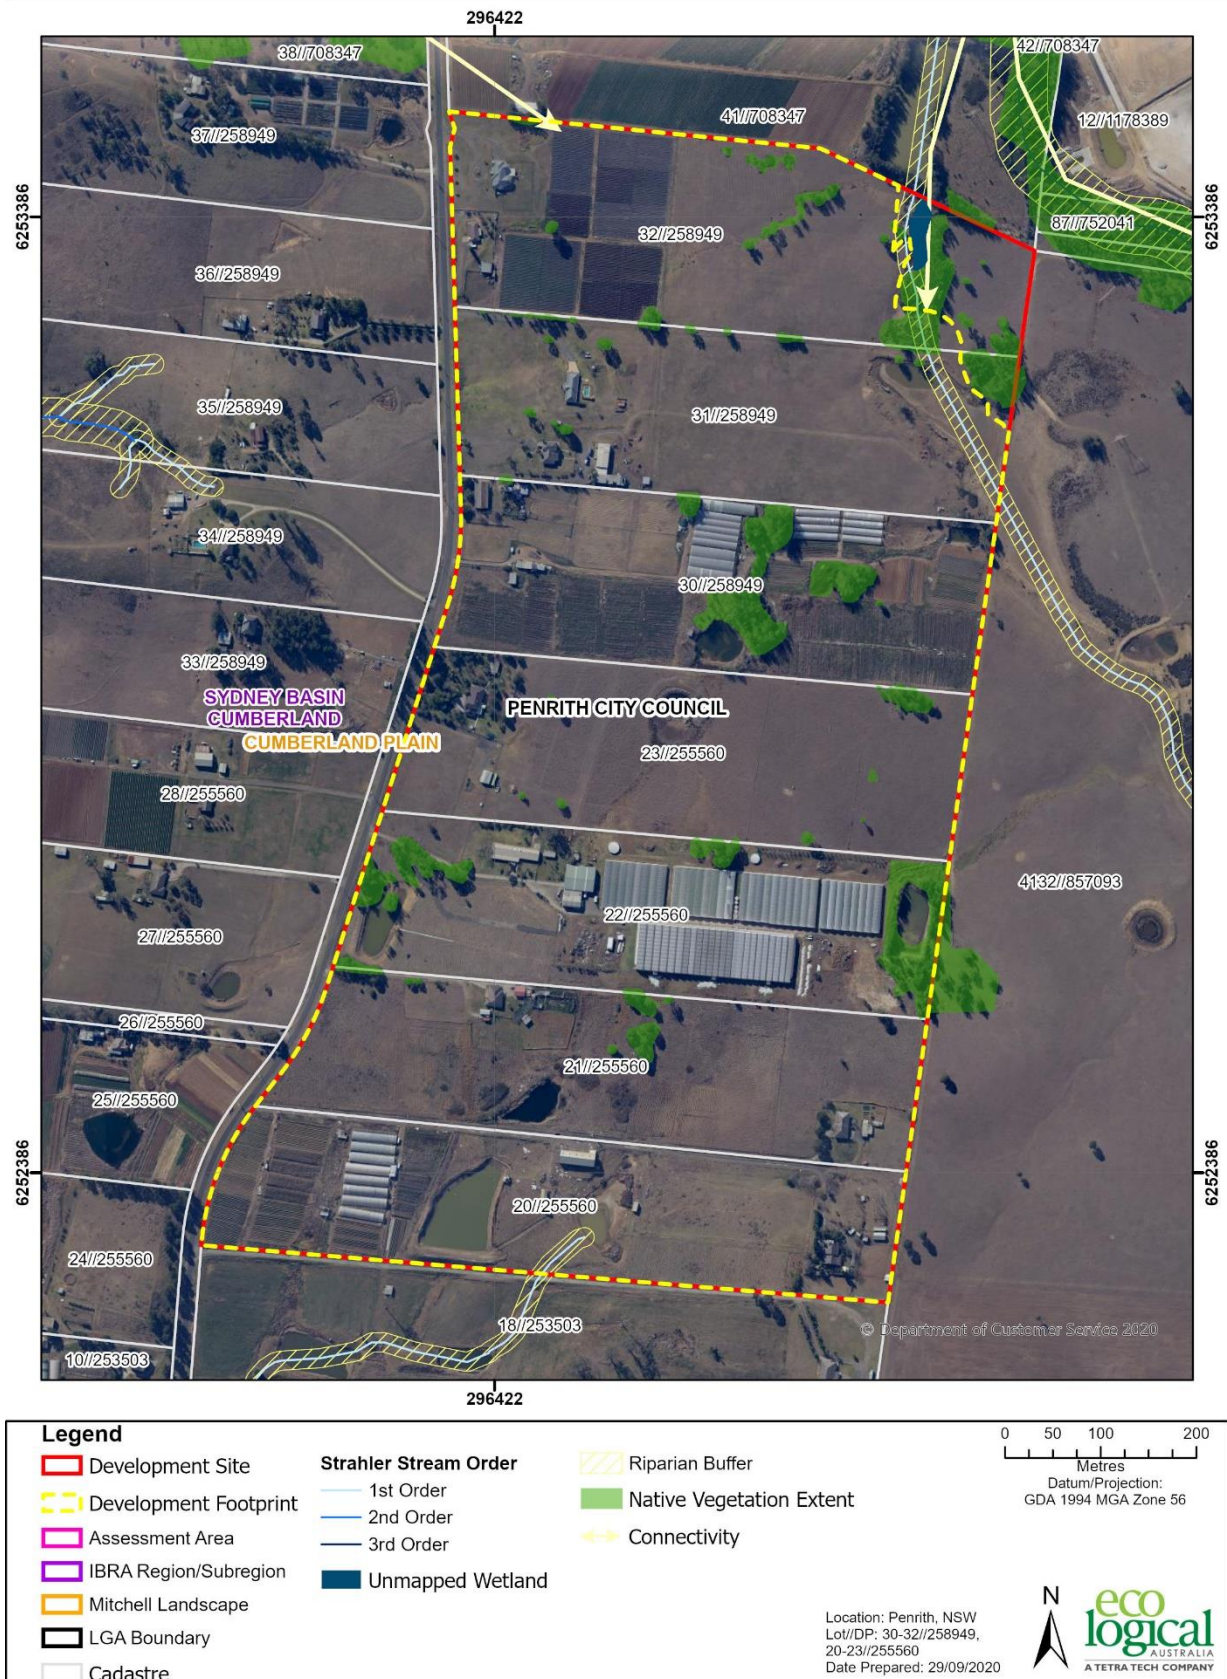 296422
38//708347
42//708347
41//708347
12//1178389
37//258949
6253386
6253386
87//752041
32//258949
36//258949
35//258949
31//258949
34//258949
30//258949
33//258949
SYDNEY BASIN
CUMBERLAND
CUMBERLAND PLAIN
PENRITH CITY COUNCIL
23//255560
28//255560
4132//857093
22//255560
27//255560
26//255560
21//255560
25//255560
6252386
6252386
20//255560
24//255560
18//253503
© Department of Customer Service 2020
10//253503
296422
Legend
Development Site
Development Footprint
Assessment Area
IBRA Region/Subregion
Mitchell Landscape
LGA Boundary
Cadastre
Strahler Stream Order
1st Order
2nd Order
3rd Order
Unmapped Wetland
Riparian Buffer
Native Vegetation Extent
Connectivity
0 50 100 200
Metres
Datum/Projection:
GDA 1994 MGA Zone 56
Location: Penrith, NSW
Lot//DP: 30-32//258949,
20-23//255560
Date Prepared: 29/09/2020
N
eco
logical
AUSTRALIA
A TETRA TECH COMPANY